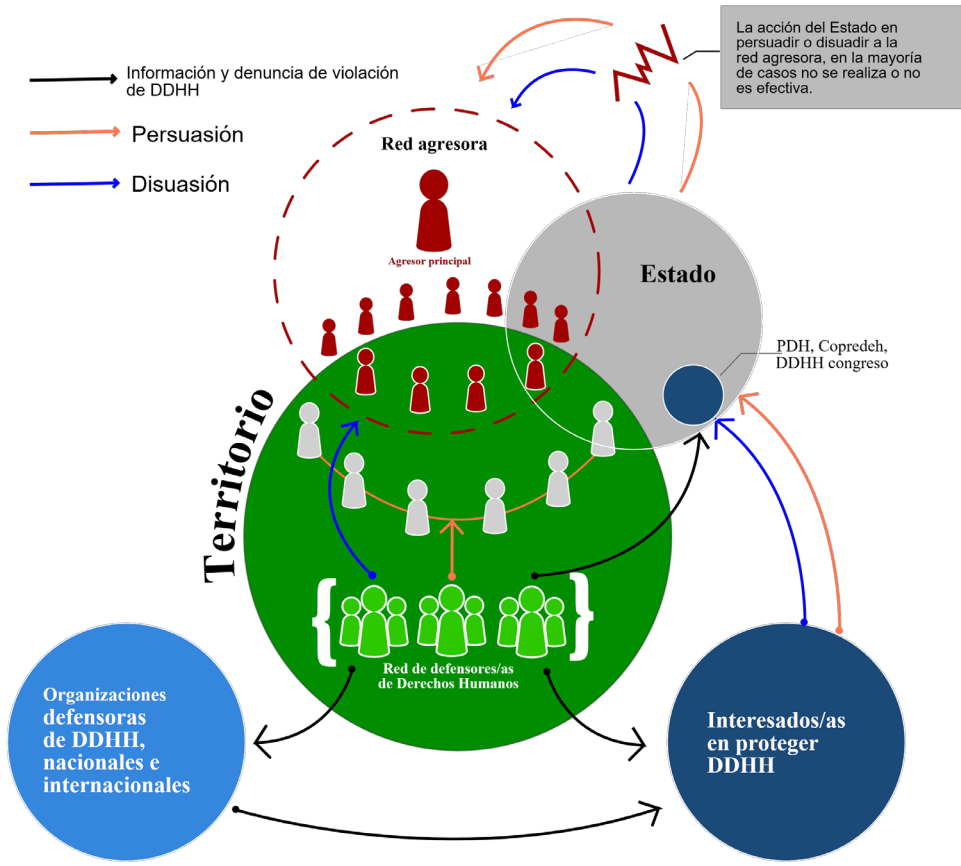 La acción del Estado en
persuadir o disuadir a la
red agresora, en la mayoría
de casos no se realiza o no
es efectiva.
Información y denuncia de violación
de DDHH
Persuasión
Disuasión
Red agresora
Agresor principal
Estado
PDH, Copredeh,
DDHH congreso
Territorio
Red de defensores/as
de Derechos Humanos
Organizaciones
defensoras
de DDHH,
nacionales e
internacionales
Interesados/as
en proteger
DDHH